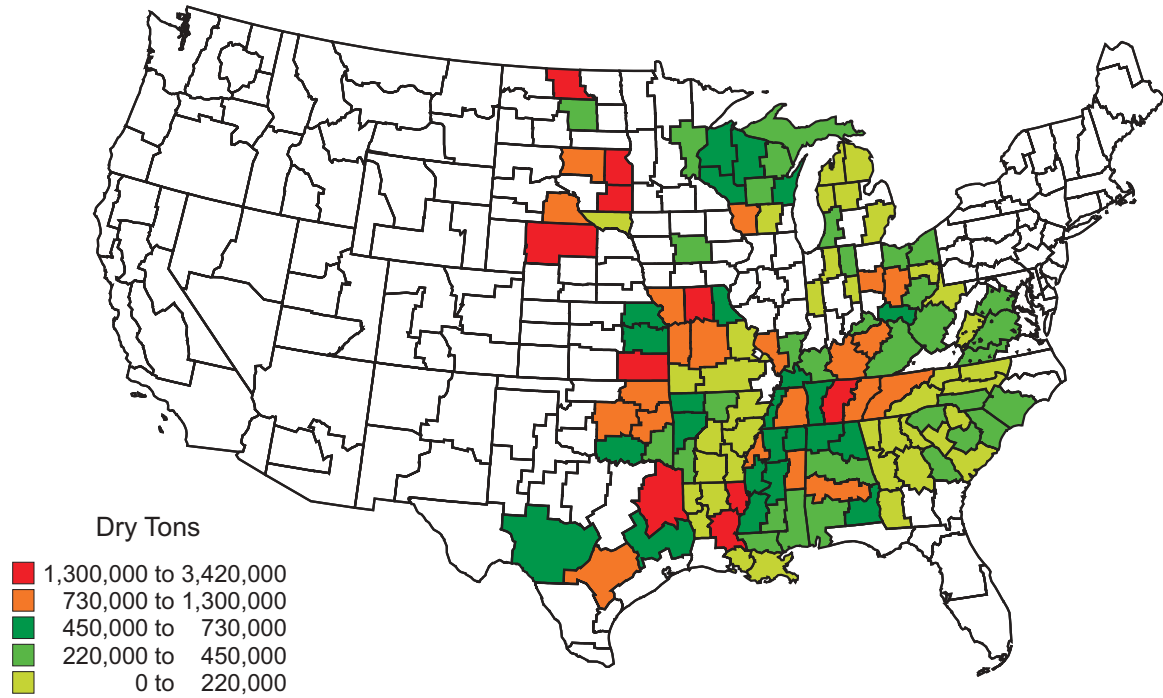 Dry Tons
1,300,000 to 3,420,000
730,000 to 1,300,000
450,000 to 730,000
220,000 to 450,000
0 to 220,000